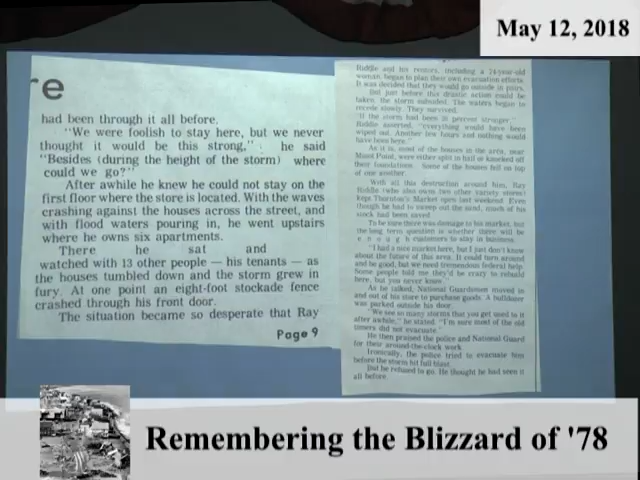 May 12, 2018
re
had been through it all before.
"We were foolish to stay here, but we never
thought it would be this strong," he said
"Besides (during the height of the storm) where
could we go?"
After awhile he knew he could not stay on the
first floor where the store is located. With the waves
crashing against the houses across the street, and
with flood waters pouring in, he went upstairs
where he owns six apartments.
There he sat and
watched with 13 other people — his tenants — as
the houses tumbled down and the storm grew in
fury. At one point an eight-foot stockade fence
crashed through his front door.
The situation became so desperate that Ray
Page 9
Riddle and his tenants, including a 74-year-old
woman, began to plan their own evacuation efforts.
It was decided that they would go outside in pairs.
But just before this drastic action could be
taken, the storm subsided. The waters began to
recede slowly. They survived.
"If the storm had been in percent stronger,"
Riddle asserted, "everything would have been
wiped out. Another few hours and nothing would
have been here."
As it is, most of the houses in the area, near
Point, were either split in half or knocked off
their foundations. Some of the houses fell on top
of one another.
With all this destruction around him, Ray
Riddle (who also owns two other variety stores)
kept Thornton's Market open last weekend. Even
though he had to sweep out the sand, much of his
stock had been saved.
To be sure there was damage to his market, but
the long term question is whether there will be
enough customers to stay in business.
"I had a nice market here, but I just don't know
about the future of this area. It could turn around
and be good, but we need tremendous federal help.
Some people told me they'd be crazy to rebuild
here, but you never know."
As he talked, National Guardsmen moved in
and out of his store to purchase goods. A bulldozer
was parked outside his door.
"We see so many storms that you get used to it
after awhile," he stated. "I'm sure most of the old
timers did not evacuate."
He then praised the police and National Guard
for their around-the-clock work.
Ironically, the police tried to evacuate him
before the storm hit full blast.
But he refused to go. He thought he had seen it
all before.
Remembering the Blizzard of '78